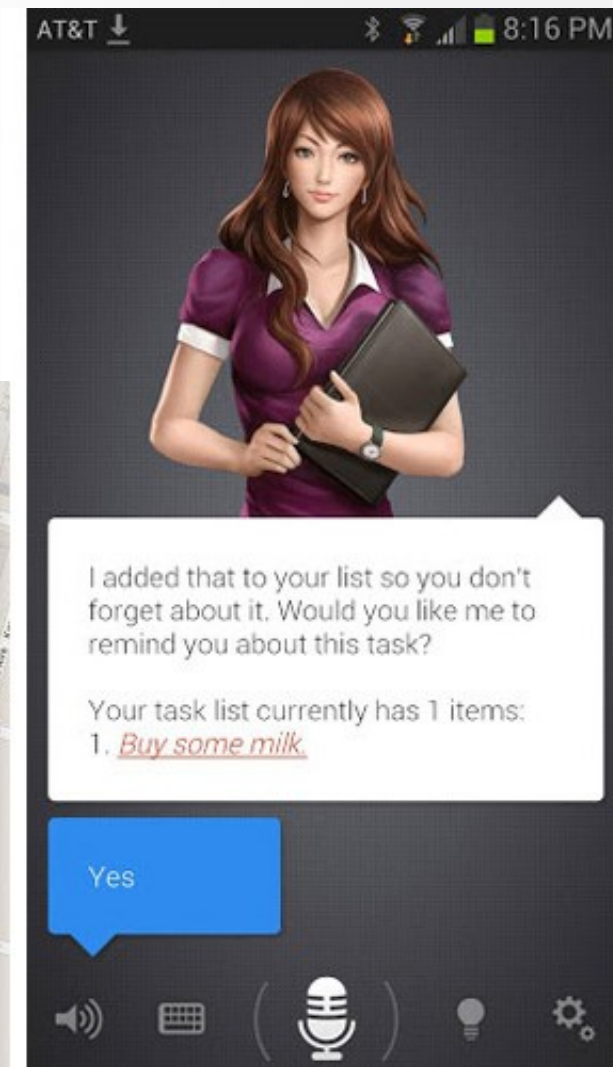 AT&T
8:16 PM
I added that to your list so you don't
forget about it. Would you like me to
remind you about this task?
Your task list currently has 1 items:
1. Buy some milk.
Yes